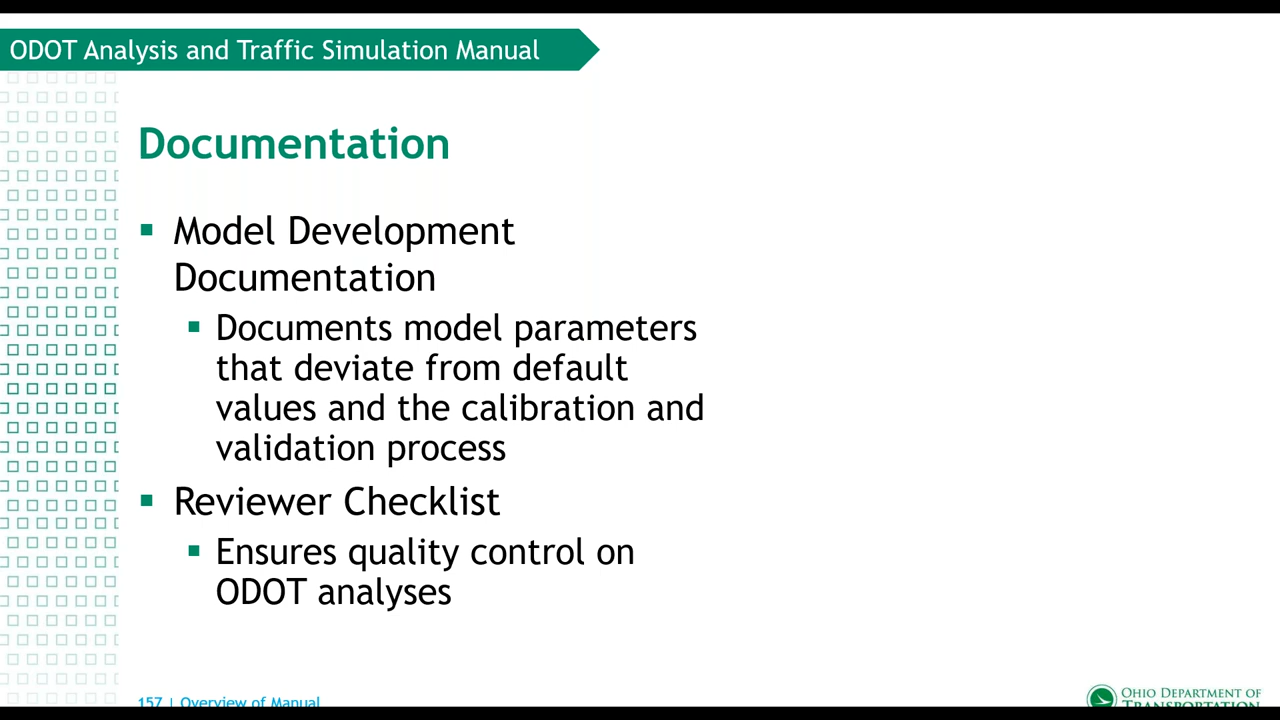 ODOT Analysis and Traffic Simulation Manual
Documentation
Model Development
Documentation
Documents model parameters
that deviate from default
values and the calibration and
validation process
Reviewer Checklist
Ensures quality control on
ODOT analyses
157 | Overview of Manual
OHIO DEPARTMENT OF
TRANSPORTATION